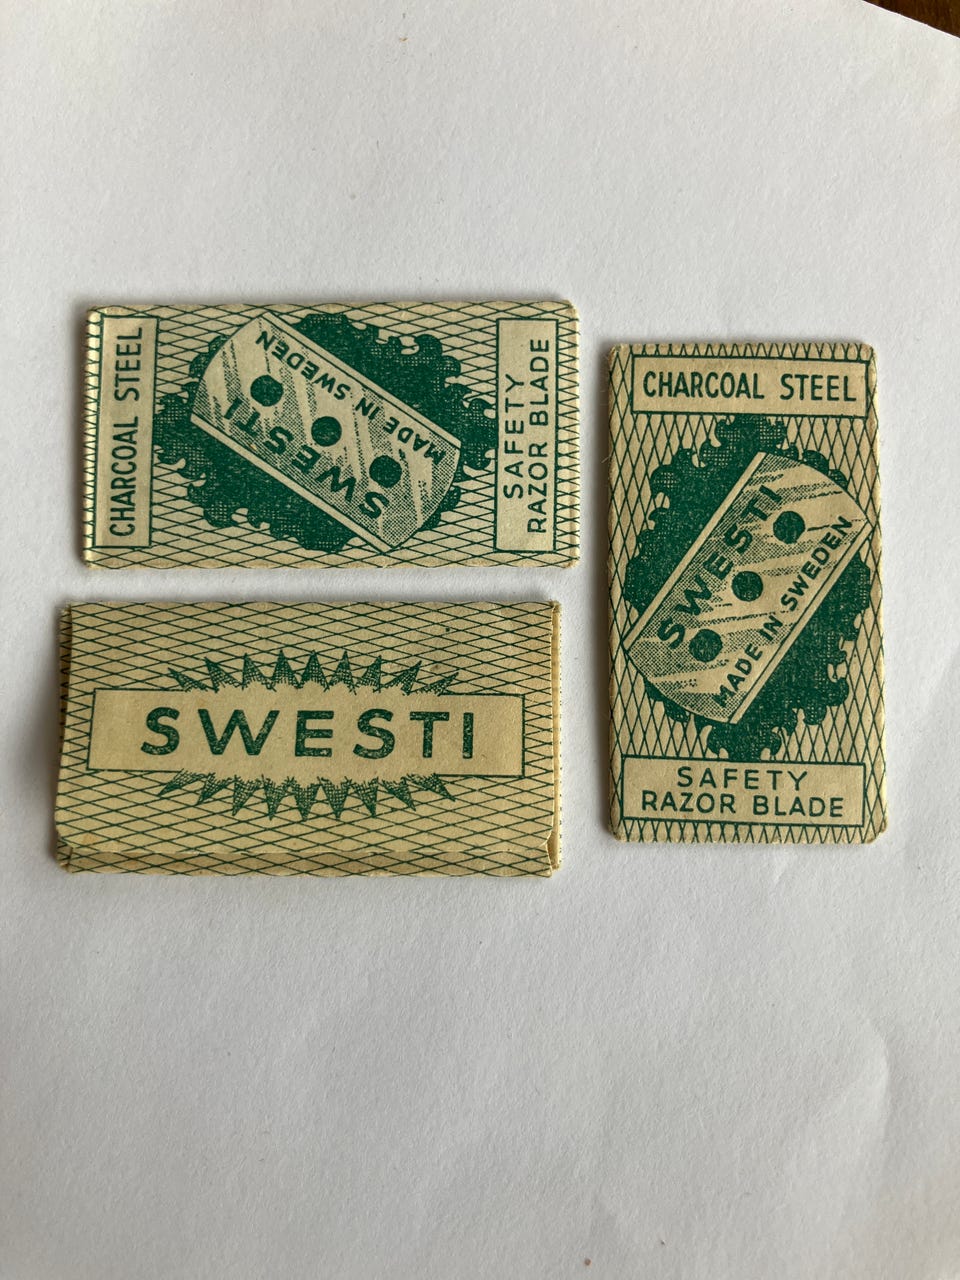 CHARCOAL STEEL
SWESTI
MADE IN SWEDEN
SAFETY
RAZOR BLADE
SWESTI
CHARCOAL STEEL
SWESTI
MADE IN SWEDEN
SAFETY
RAZOR BLADE